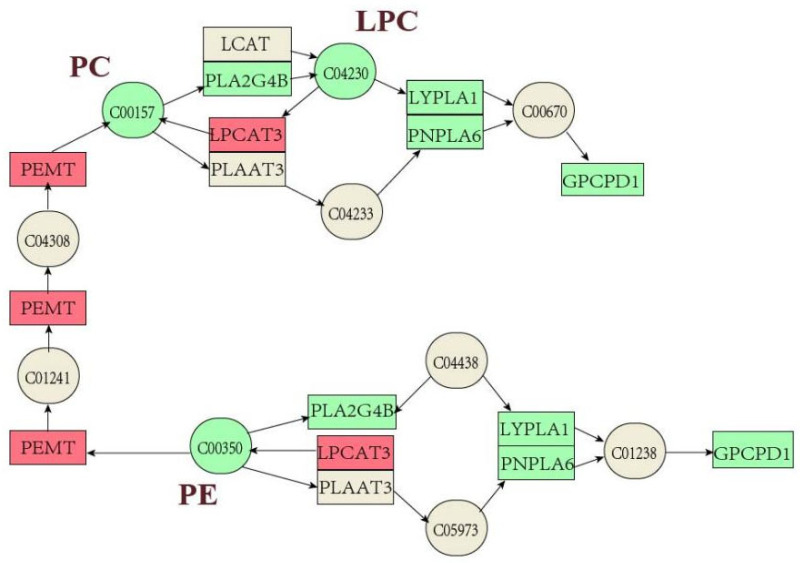 LPC
LCAT
PC
PLA2G4B
C04230
LYPLA1
C00157
C00670
LPCAT3
PNPLA6
PEMT
PLAAT3
GPCPD1
C04233
C04308
PEMT
C04438
C01241
PLA2G4B
LYPLA1
PEMT
C00350
LPCAT3
C01238
GPCPD1
PNPLA6
PE
PLAAT3
C05973